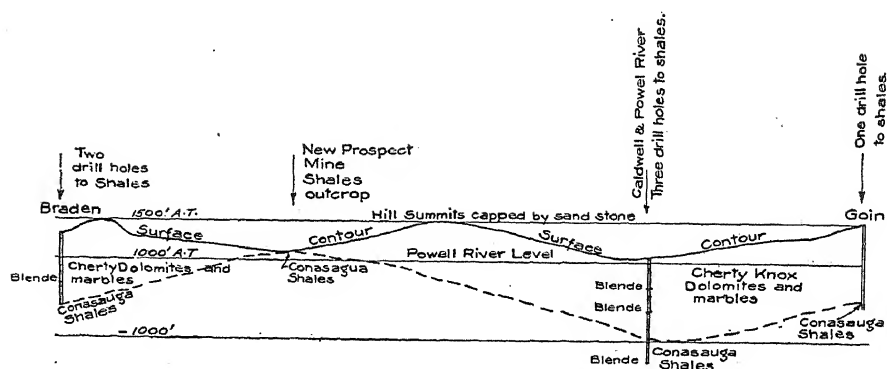 Two
drill holes
to Shales
Braden
New Prospect
Mine
Shales
outcrop
Caldwell & Powel River
Three drill holes to shales.
One drill hole
to shales.
Goin
1500' A.T.
Hill Summits capped by sand stone
Surface
Contour
Surface
Contour
1000' A.T
Powell River Level
Blende
Cherty Dolomites and
marbles
Conasagua
Shales
Conasauga
Shales
Cherty Knox
Dolomites and
marbles
Blende
Blende
Conasauga
Shales
-1000'
Blende
Conasauga
Shales